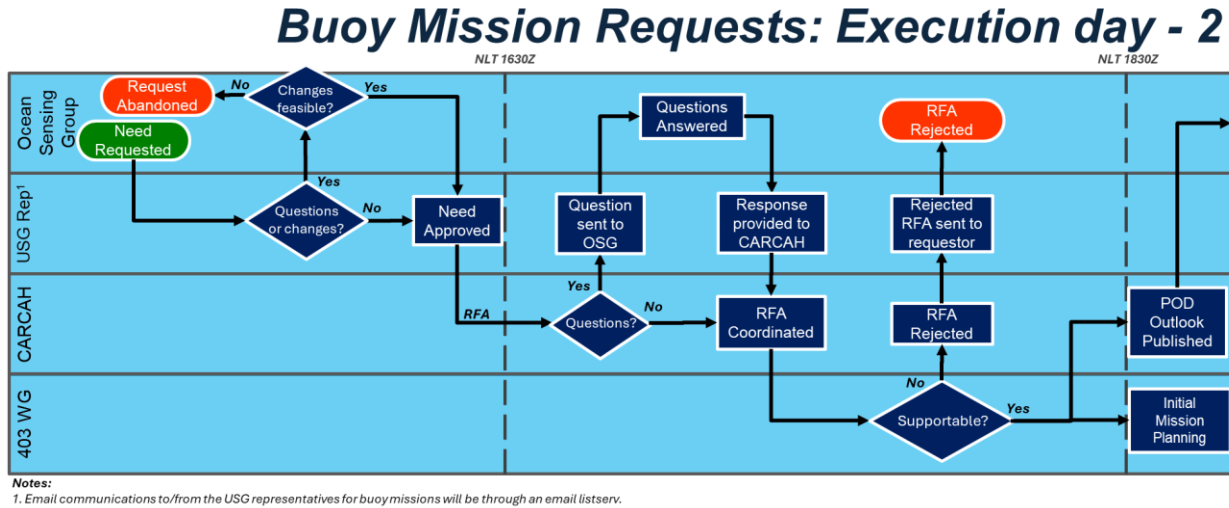 Buoy Mission Requests: Execution day - 2
NLT 1630Z
NLT 1830Z
Ocean
Sensing
Group
Request
Abandoned
No
Changes
feasible?
Yes
Need
Requested
Questions
Answered
RFA
Rejected
USG Rep¹
Yes
Questions
or changes?
No
Need
Approved
Question
sent to
OSG
Response
provided to
CARCAH
Rejected
RFA sent to
requestor
CARCAH
RFA
Yes
Questions?
No
RFA
Coordinated
RFA
Rejected
POD
Outlook
Published
403 WG
No
Supportable?
Yes
Initial
Mission
Planning
Notes:
1. Email communications to/from the USG representatives for buoy missions will be through an email listserv.